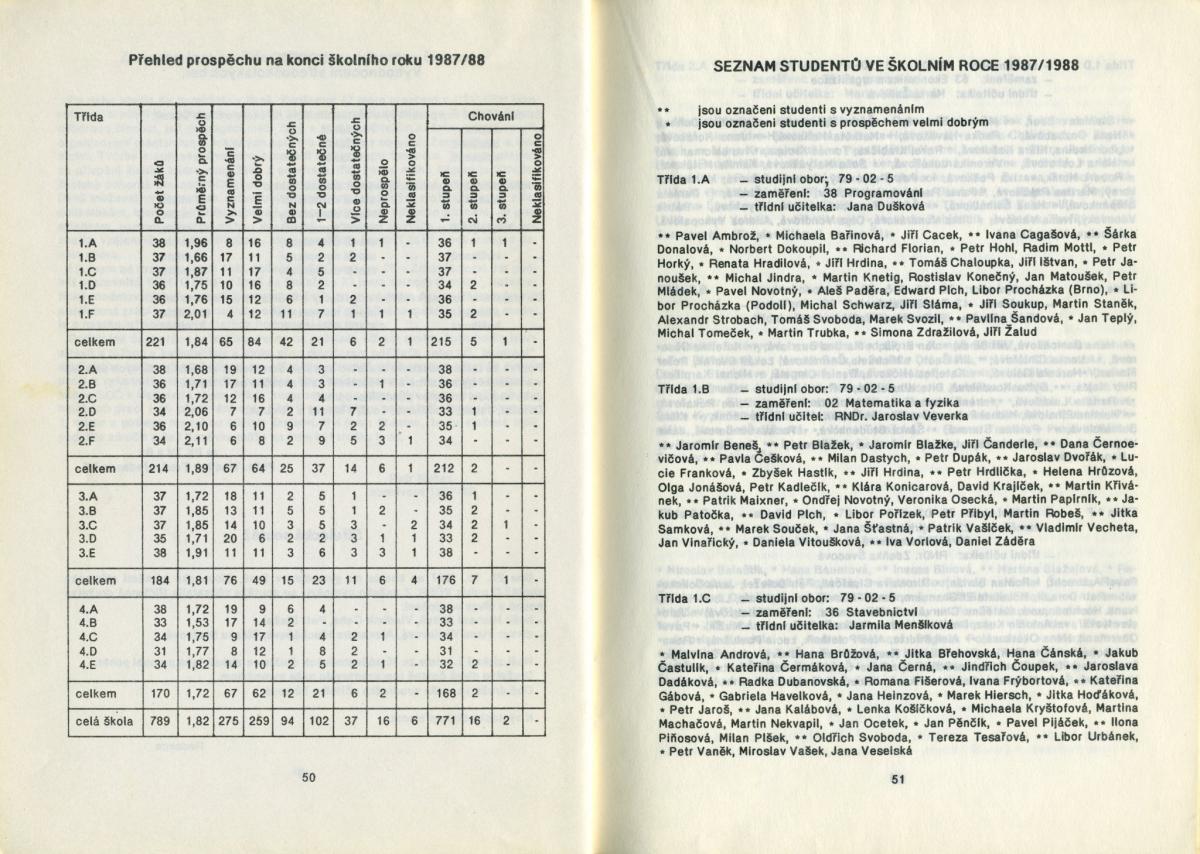 Přehled prospěchu na konci školního roku 1987/88
Třída Počet žáků Průměrný prospěch Vyznamenání Velmi dobrý Bez dostatečných 1–2 dostatečné Více dostatečných Neprospělo Neklasifikováno Chování 1. stupeň 2. stupeň 3. stupeň Neklasifikováno
1.A 38 1,96 8 16 8 4 1 1 - 36 1 1 -
1.B 37 1,66 17 11 5 2 2 - - 37 - - -
1.C 37 1,87 11 17 4 5 - - - 37 - - -
1.D 36 1,75 10 16 8 2 - - - 34 2 - -
1.E 36 1,76 15 12 6 1 2 - - 36 - - -
1.F 37 2,01 4 12 11 7 1 1 1 35 2 - -
celkem 221 1,84 65 84 42 21 6 2 1 215 5 1 -
2.A 38 1,68 19 12 4 3 - - - 38 - - -
2.B 36 1,71 17 11 4 3 - 1 - 36 - - -
2.C 36 1,72 12 16 4 4 - - - 36 - - -
2.D 34 2,06 7 7 2 11 7 - - 33 1 - -
2.E 36 2,10 6 10 9 7 2 2 - 35 1 - -
2.F 34 2,11 6 8 2 9 5 3 1 34 - - -
celkem 214 1,89 67 64 25 37 14 6 1 212 2 - -
3.A 37 1,72 18 11 2 5 1 - - 36 1 - -
3.B 37 1,85 13 11 5 5 1 2 - 35 2 - -
3.C 37 1,85 14 10 3 5 3 - 2 34 2 1 -
3.D 35 1,71 20 6 2 2 3 1 1 33 2 - -
3.E 38 1,91 11 11 3 6 3 3 1 38 - - -
celkem 184 1,81 76 49 15 23 11 6 4 176 7 1 -
4.A 38 1,72 19 9 6 4 - - - 38 - - -
4.B 33 1,53 17 14 2 - - - - 33 - - -
4.C 34 1,75 9 17 1 4 2 1 - 34 - - -
4.D 31 1,77 8 12 1 8 2 - - 31 - - -
4.E 34 1,82 14 10 2 5 2 1 - 32 2 - -
celkem 170 1,72 67 62 12 21 6 2 - 168 2 - -
celá škola 789 1,82 275 259 94 102 37 16 6 771 16 2 -
50
SEZNAM STUDENTŮ VE ŠKOLNÍM ROCE 1987/1988
** jsou označeni studenti s vyznamenáním
* jsou označeni studenti s prospěchem velmi dobrým
Třída 1.A – studijní obor; 79 - 02 - 5
– zaměření: 38 Programování
– třídní učitelka: Jana Dušková
** Pavel Ambrož, * Michaela Bařinová, * Jiří Cacek, ** Ivana Cagašová, ** Šárka
Donalová, * Norbert Dokoupil, ** Richard Florian, * Petr Hohl, Radim Mottl, * Petr
Horký, * Renata Hradilová, * Jiří Hrdina, ** Tomáš Chaloupka, Jiří Ištvan, * Petr Ja-
noušek, ** Michal Jindra, * Martin Knetig, Rostislav Konečný, Jan Matoušek, Petr
Mládek, * Pavel Novotný, * Aleš Paděra, Edward Plch, Libor Procházka (Brno), * Li-
bor Procházka (Podolí), Michal Schwarz, Jiří Sláma, * Jiří Soukup, Martin Staněk,
Alexandr Strobach, Tomáš Svoboda, Marek Svozil, ** Pavlína Šandová, * Jan Teplý,
Michal Tomeček, * Martin Trubka, ** Simona Zdražilová, Jiří Žalud
Třída 1.B – studijní obor: 79 - 02 - 5
– zaměření: 02 Matematika a fyzika
– třídní učitel: RNDr. Jaroslav Veverka
** Jaromír Beneš, ** Petr Blažek, * Jaromír Blažke, Jiří Čanderle, ** Dana Černoe-
vičová, ** Pavla Češková, ** Milan Dastych, * Petr Dupák, ** Jaroslav Dvořák, * Lu-
cie Franková, * Zbyšek Hastík, ** Jiří Hrdina, ** Petr Hrdlička, * Helena Hrůzová,
Olga Jonášová, Petr Kadlečík, ** Klára Konicarová, David Krajíček, ** Martin Křivá-
nek, ** Patrik Maixner, * Ondřej Novotný, Veronika Osecká, * Martin Papírník, ** Ja-
kub Patočka, ** David Plch, * Libor Pořízek, Petr Přibyl, Martin Robeš, ** Jitka
Samková, ** Marek Souček, * Jana Šťastná, * Patrik Vašíček, ** Vladimír Vecheta,
Jan Vinařický, * Daniela Vitoušková, ** Iva Vorlová, Daniel Záděra
Třída 1.C – studijní obor: 79 - 02 - 5
– zaměření: 36 Stavebnictví
– třídní učitelka: Jarmila Menšíková
* Malvína Andrová, ** Hana Brůžová, ** Jitka Břehovská, Hana Čánská, * Jakub
Častulík, * Kateřina Čermáková, * Jana Černá, ** Jindřich Čoupek, ** Jaroslava
Dadáková, ** Radka Dubanovská, * Romana Fišerová, Ivana Frýbortová, ** Kateřina
Gábová, * Gabriela Havelková, * Jana Heinzová, * Marek Hiersch, * Jitka Hoďáková,
* Petr Jaroš, ** Jana Kalábová, * Lenka Košíčková, * Michaela Kryštofová, Martina
Machačová, Martin Nekvapil, * Jan Ocetek, * Jan Pěnčík, * Pavel Pijáček, ** Ilona
Piňosová, Milan Plšek, ** Oldřich Svoboda, * Tereza Tesařová, ** Libor Urbánek,
* Petr Vaněk, Miroslav Vašek, Jana Veselská
51